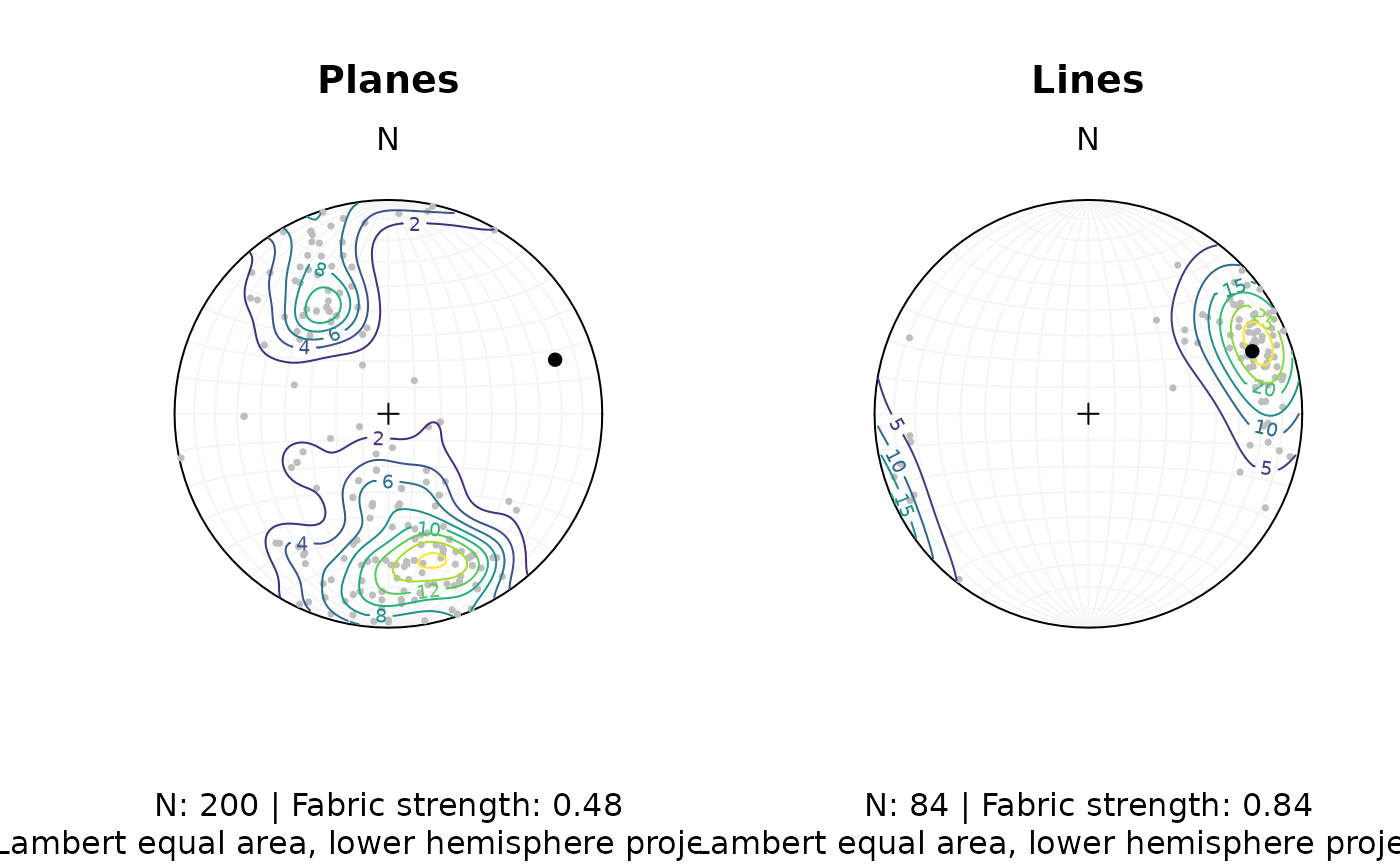 Planes
N
2
8
6
4
2
6
4
10
12
8
N: 200 | Fabric strength: 0.48
Lambert equal area, lower hemisphere proje
Lines
N
15
25
20
10
5
5
10
15
N: 84 | Fabric strength: 0.84
Lambert equal area, lower hemisphere proje